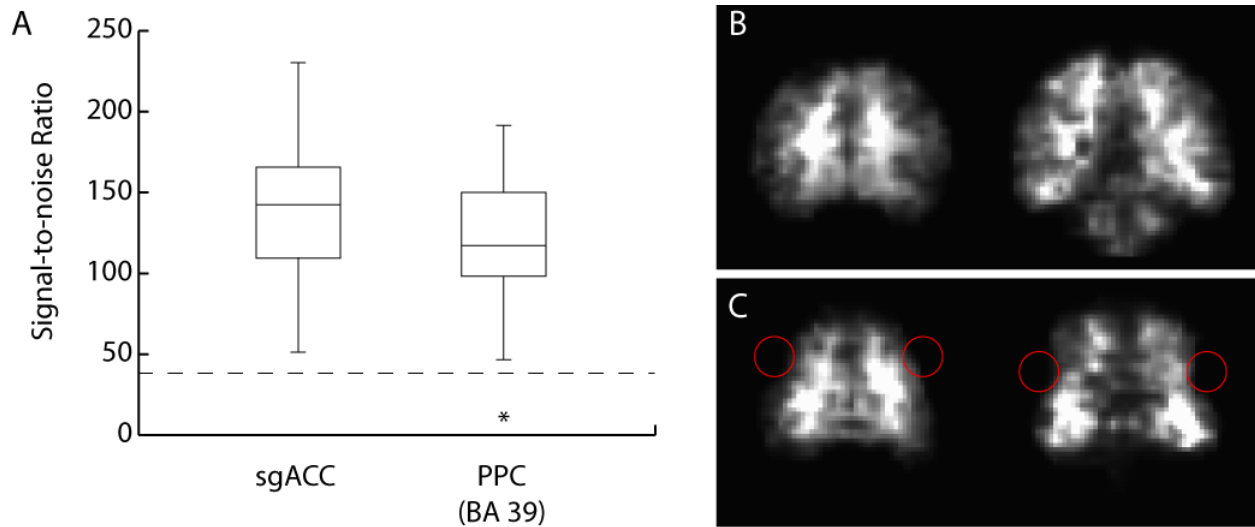 A
Signal-to-noise Ratio
250
200
150
100
50
0
*
sgACC
PPC
(BA 39)
B
C